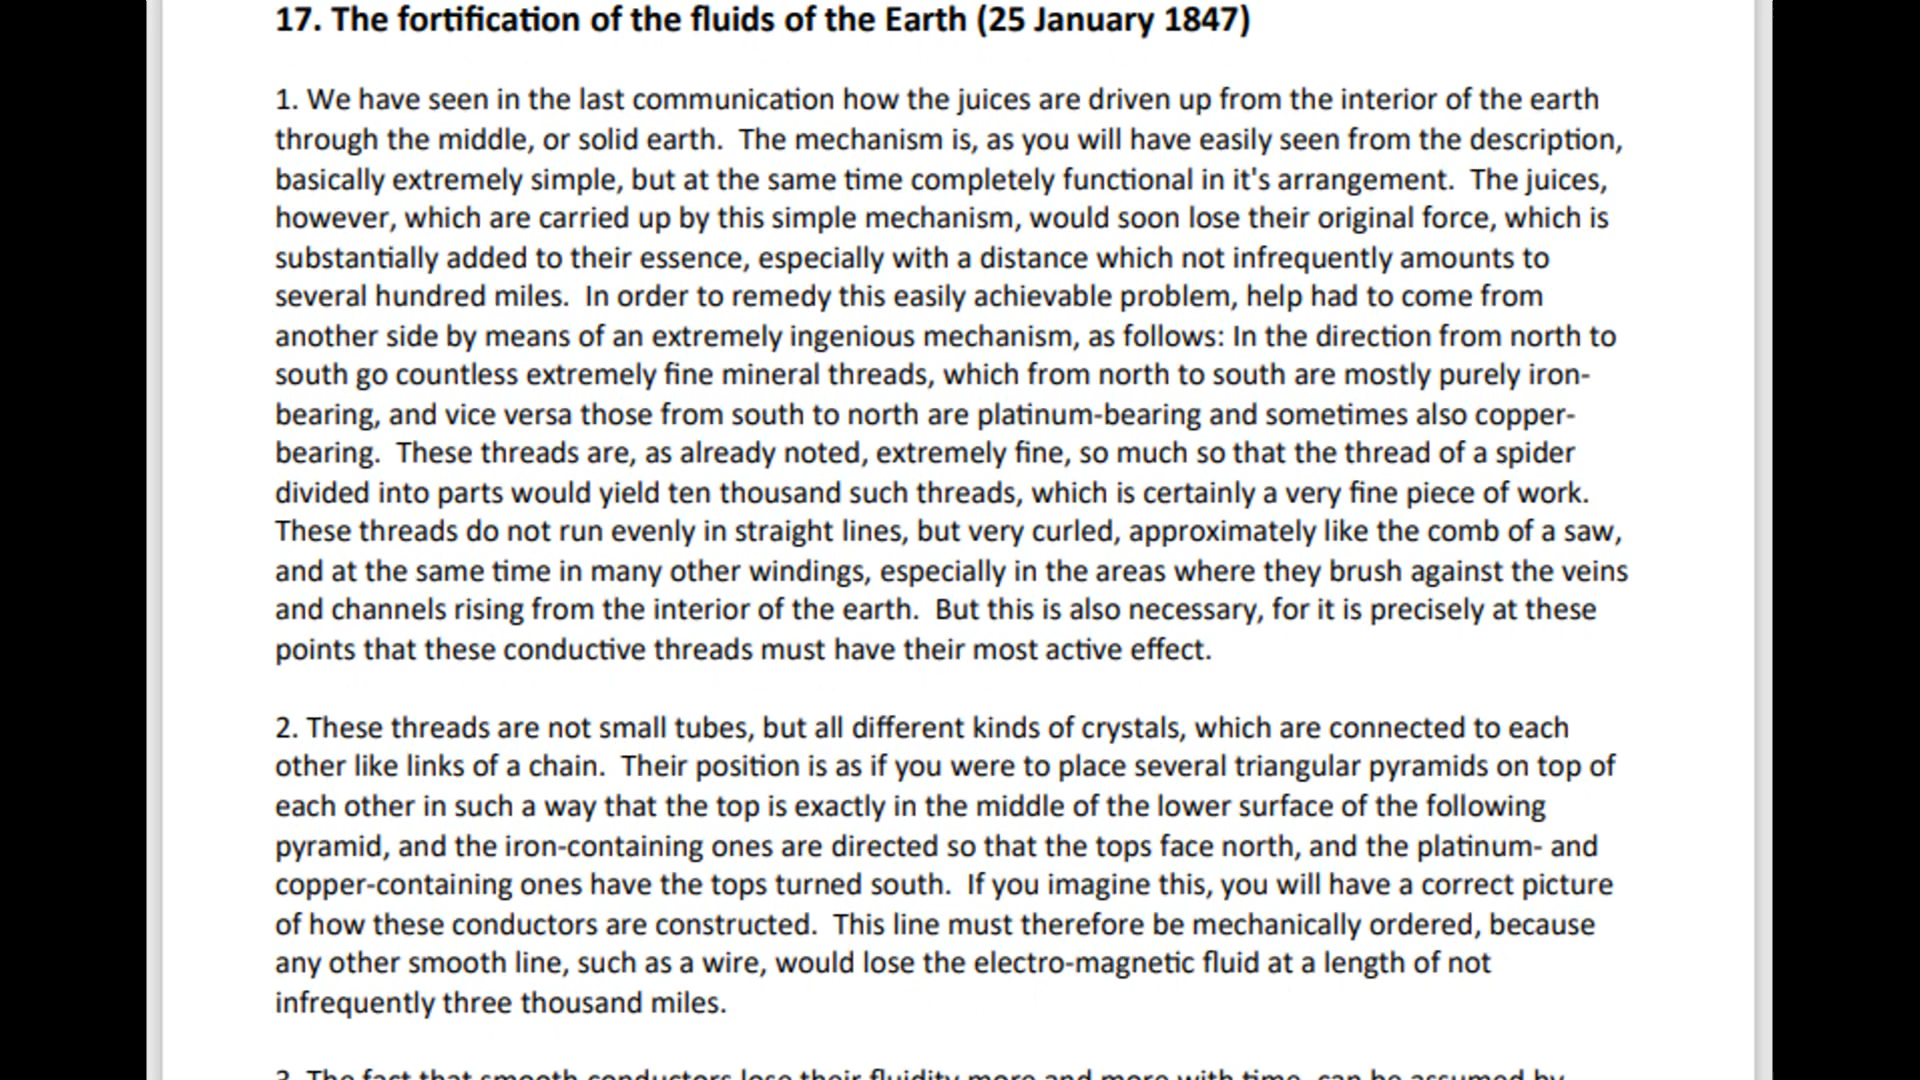 17. The fortification of the fluids of the Earth (25 January 1847)
1. We have seen in the last communication how the juices are driven up from the interior of the earth
through the middle, or solid earth.  The mechanism is, as you will have easily seen from the description,
basically extremely simple, but at the same time completely functional in it's arrangement.  The juices,
however, which are carried up by this simple mechanism, would soon lose their original force, which is
substantially added to their essence, especially with a distance which not infrequently amounts to
several hundred miles.  In order to remedy this easily achievable problem, help had to come from
another side by means of an extremely ingenious mechanism, as follows: In the direction from north to
south go countless extremely fine mineral threads, which from north to south are mostly purely iron-
bearing, and vice versa those from south to north are platinum-bearing and sometimes also copper-
bearing.  These threads are, as already noted, extremely fine, so much so that the thread of a spider
divided into parts would yield ten thousand such threads, which is certainly a very fine piece of work.
These threads do not run evenly in straight lines, but very curled, approximately like the comb of a saw,
and at the same time in many other windings, especially in the areas where they brush against the veins
and channels rising from the interior of the earth.  But this is also necessary, for it is precisely at these
points that these conductive threads must have their most active effect.
2. These threads are not small tubes, but all different kinds of crystals, which are connected to each
other like links of a chain.  Their position is as if you were to place several triangular pyramids on top of
each other in such a way that the top is exactly in the middle of the lower surface of the following
pyramid, and the iron-containing ones are directed so that the tops face north, and the platinum- and
copper-containing ones have the tops turned south.  If you imagine this, you will have a correct picture
of how these conductors are constructed.  This line must therefore be mechanically ordered, because
any other smooth line, such as a wire, would lose the electro-magnetic fluid at a length of not
infrequently three thousand miles.
3. The fact that smooth conductors lose their fluidity more and more with time, can be assumed by